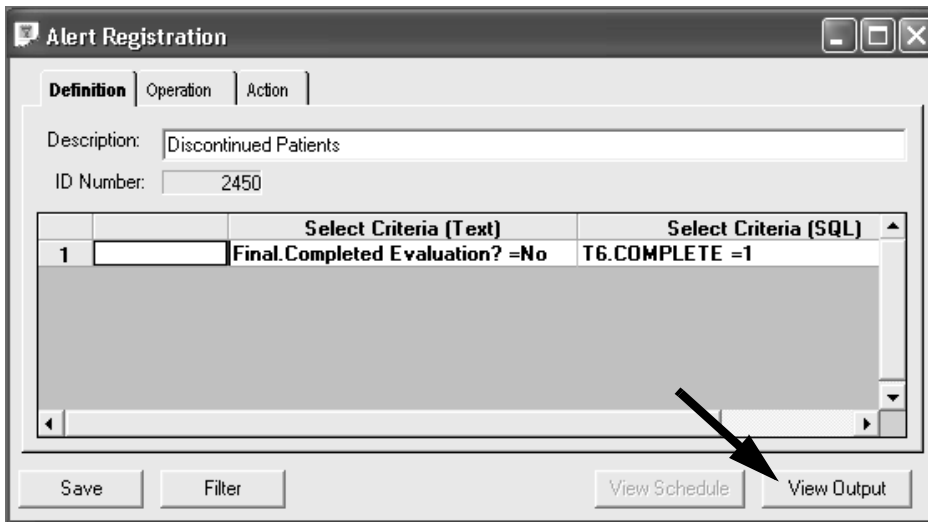 Alert Registration
Definition Operation Action
Description: Discontinued Patients
ID Number: 2450
Select Criteria (Text) Select Criteria (SQL)
1 Final.Completed Evaluation? =No T6.COMPLETE =1
Save Filter View Schedule View Output